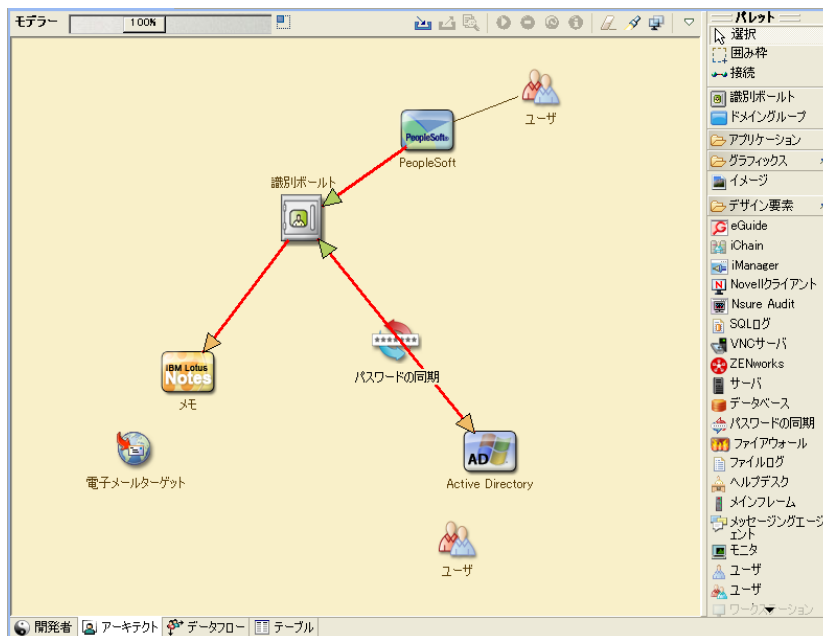 モデラー
100%
ユーザ
PeopleSoft
PeopleSoft
識別ボールト
IBM Lotus
Notes
メモ
パスワードの同期
電子メールターゲット
AD
Active Directory
ユーザ
開発者
アーキテクト
データフロー
テーブル
パレット
選択
囲み枠
接続
識別ボールト
ドメイングループ
アプリケーション
グラフィックス
イメージ
デザイン要素
eGuide
iChain
iManager
Novellクライアント
Nsure Audit
SQLログ
VNCサーバ
ZENworks
サーバ
データベース
パスワードの同期
ファイアウォール
ファイルログ
ヘルプデスク
メインフレーム
メッセージングエージ
ェント
モニタ
ユーザ
ユーザ
ワークステーション